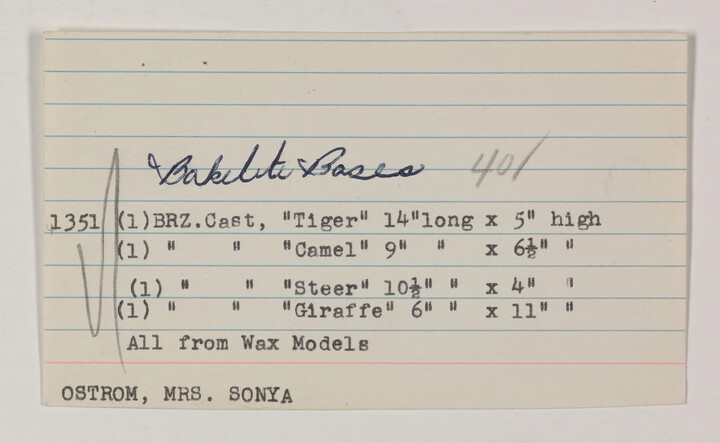 & Bakelite Bases 401
1351 (1)BRZ.Cast, "Tiger" 14"long x 5" high
(1) " " "Camel" 9" " x 6½" "
(1) " " "Steer" 10½" " x 4" "
(1) " " "Giraffe" 6" " x 11" "
All from Wax Models
OSTROM, MRS. SONYA